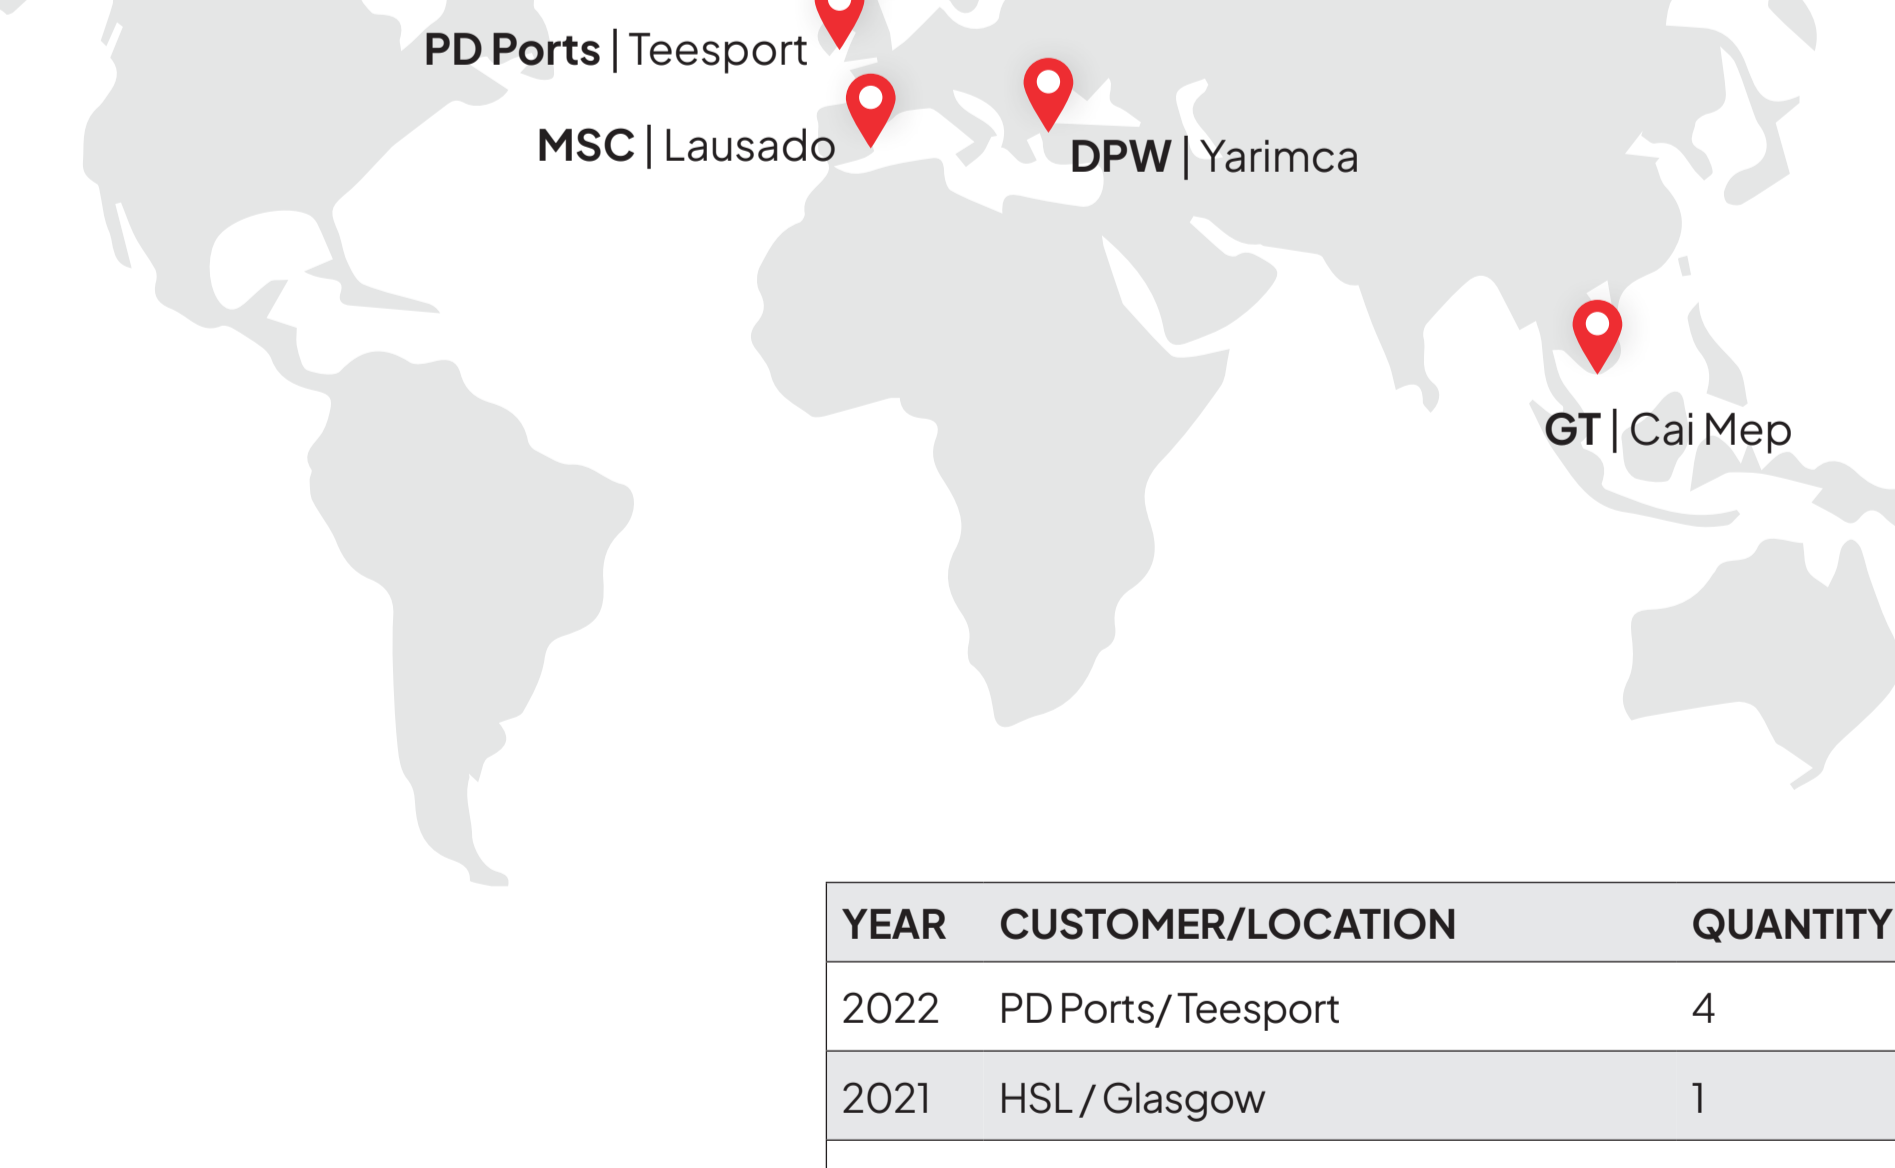 PD Ports | Teesport
MSC | Lausado
DPW | Yarimca
GT | Cai Mep
YEAR CUSTOMER/LOCATION QUANTITY
2022 PD Ports/ Teesport 4
2021 HSL / Glasgow 1